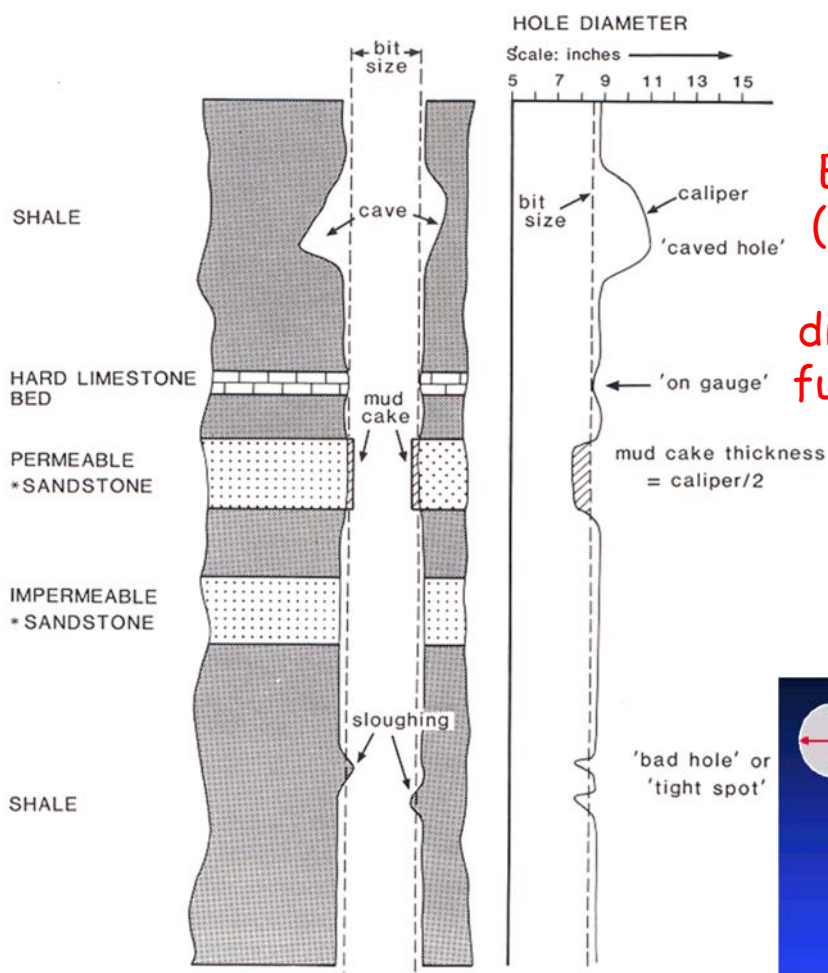 HOLE DIAMETER
Scale: inches
5 7 9 11 15
bit
size
SHALE
cave
bit
size
caliper
'caved hole'
HARD LIMESTONE
BED
mud
cake
'on gauge'
PERMEABLE
*SANDSTONE
mud cake thickness
= caliper/2
IMPERMEABLE
*SANDSTONE
sloughing
SHALE
'bad hole' or
'tight spot'